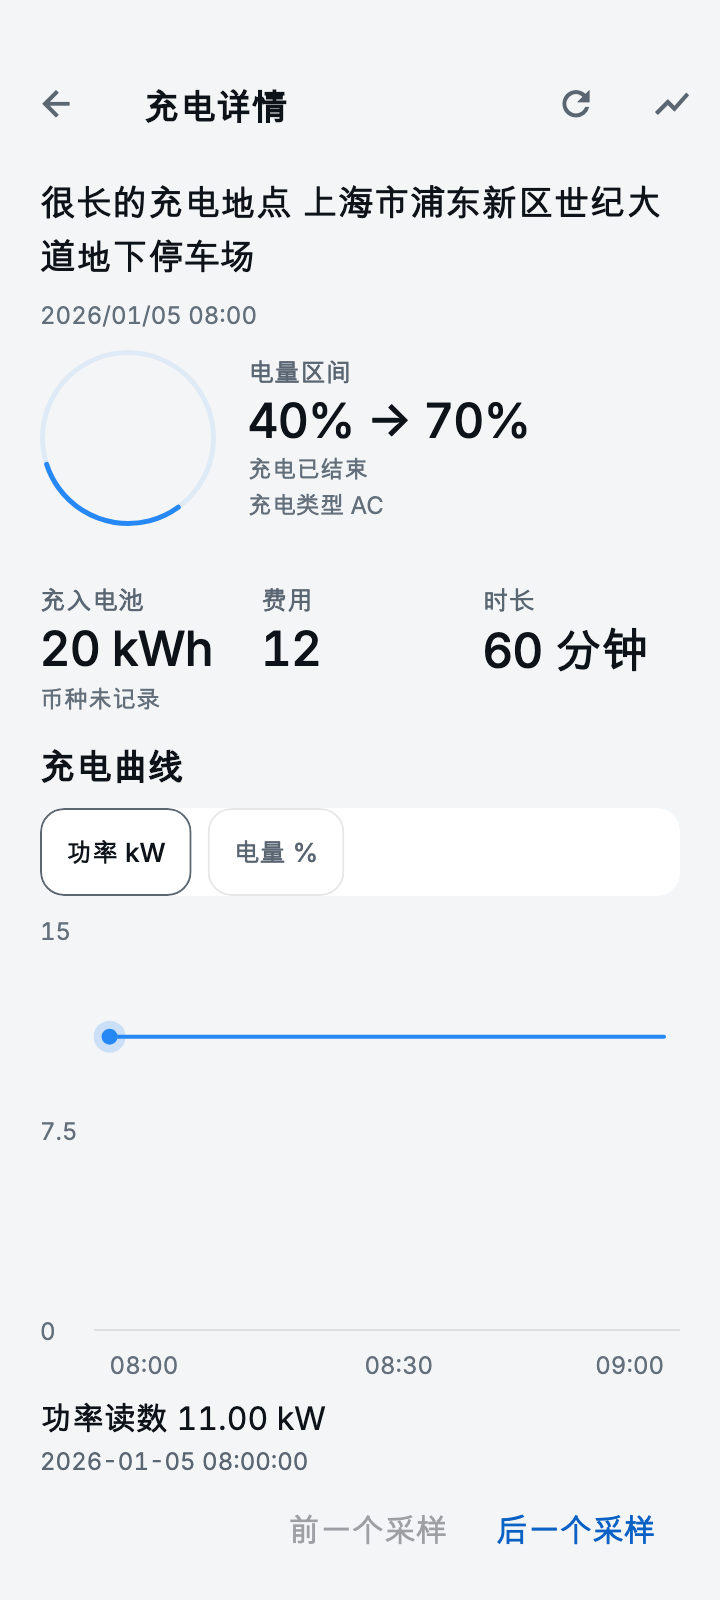 充电详情
很长的充电地点 上海市浦东新区世纪大
道地下停车场
2026/01/05 08:00
电量区间
40% → 70%
充电已结束
充电类型 AC
充入电池 费用 时长
20 kWh 12 60 分钟
币种未记录
充电曲线
功率 kW 电量 %
15
7.5
0
08:00 08:30 09:00
功率读数 11.00 kW
2026-01-05 08:00:00
前一个采样 后一个采样